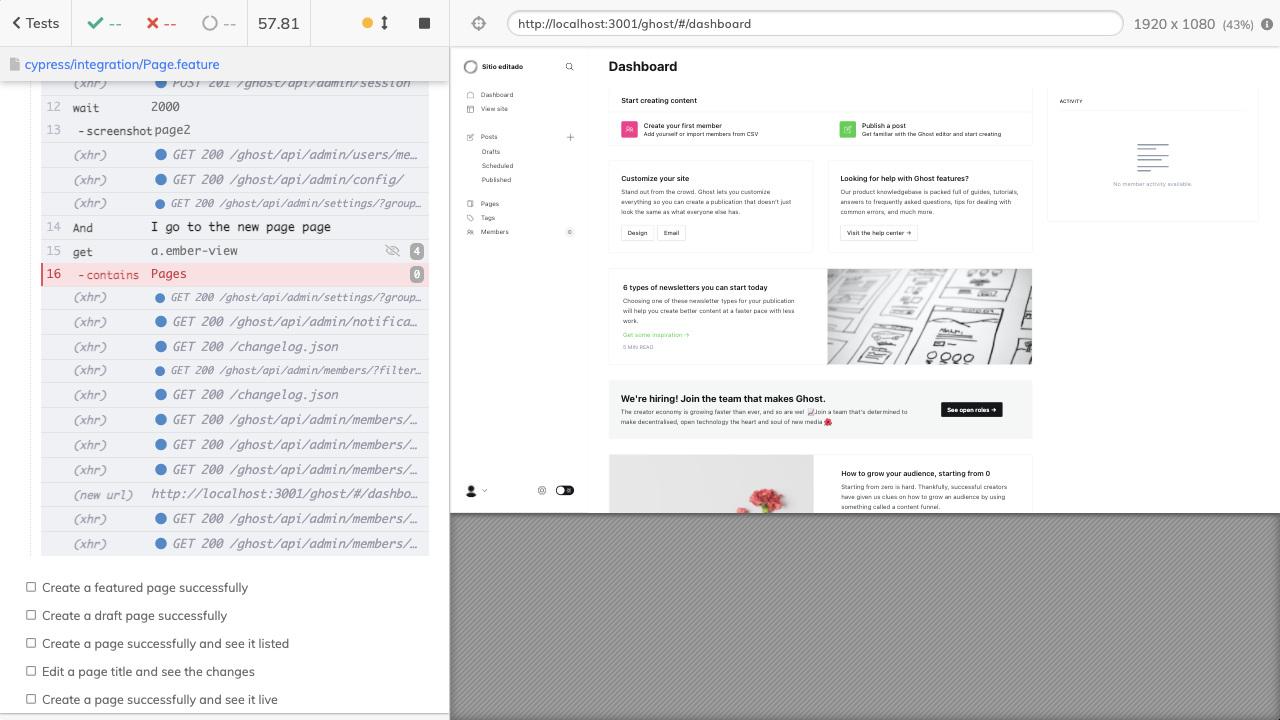 Tests
--
--
--
57.81
http://localhost:3001/ghost/#/dashboard
1920 x 1080 (43%)
cypress/integration/Page.feature
(xhr) POST 201 /ghost/api/admin/session
12 wait 2000
13 -screenshot page2
(xhr) GET 200 /ghost/api/admin/users/me...
(xhr) GET 200 /ghost/api/admin/config/
(xhr) GET 200 /ghost/api/admin/settings/?group...
14 And I go to the new page page
15 get a.ember-view 4
16 -contains Pages 0
(xhr) GET 200 /ghost/api/admin/settings/?group...
(xhr) GET 200 /ghost/api/admin/notifica...
(xhr) GET 200 /changelog.json
(xhr) GET 200 /ghost/api/admin/members/?filter...
(xhr) GET 200 /changelog.json
(xhr) GET 200 /ghost/api/admin/members/...
(xhr) GET 200 /ghost/api/admin/members/...
(xhr) GET 200 /ghost/api/admin/members/...
(new url) http://localhost:3001/ghost/#/dashbo...
(xhr) GET 200 /ghost/api/admin/members/...
(xhr) GET 200 /ghost/api/admin/members/...
Create a featured page successfully
Create a draft page successfully
Create a page successfully and see it listed
Edit a page title and see the changes
Create a page successfully and see it live
Sitio editado
Dashboard
View site
Posts
Drafts
Scheduled
Published
Pages
Tags
Members 0
Dashboard
Start creating content
Create your first member
Add yourself or import members from CSV
Publish a post
Get familiar with the Ghost editor and start creating
Customize your site
Stand out from the crowd. Ghost lets you customize
everything so you can create a publication that doesn't just
look the same as what everyone else has.
Design Email
Looking for help with Ghost features?
Our product knowledgebase is packed full of guides, tutorials,
answers to frequently asked questions, tips for dealing with
common errors, and much more.
Visit the help center →
6 types of newsletters you can start today
Choosing one of these newsletter types for your publication
will help you create better content at a faster pace with less
work.
Get some inspiration →
5 MIN READ
We're hiring! Join the team that makes Ghost.
The creator economy is growing faster than ever, and so are we! 📈Join a team that's determined to
make decentralised, open technology the heart and soul of new media 🌺
See open roles →
How to grow your audience, starting from 0
Starting from zero is hard. Thankfully, successful creators
have given us clues on how to grow an audience by using
something called a content funnel.
ACTIVITY
No member activity available.